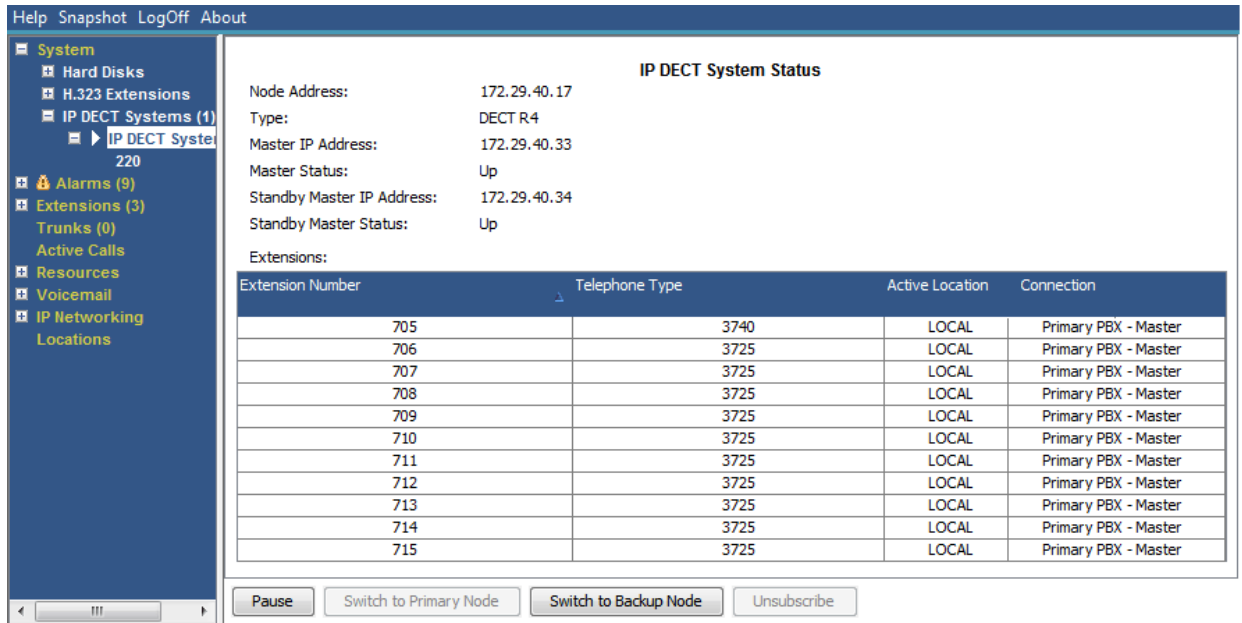 Help Snapshot LogOff About
System
Hard Disks
H.323 Extensions
IP DECT Systems (1)
IP DECT Syste
220
Alarms (9)
Extensions (3)
Trunks (0)
Active Calls
Resources
Voicemail
IP Networking
Locations
IP DECT System Status
Node Address: 172.29.40.17
Type: DECT R4
Master IP Address: 172.29.40.33
Master Status: Up
Standby Master IP Address: 172.29.40.34
Standby Master Status: Up
Extensions:
Extension Number Telephone Type Active Location Connection
705 3740 LOCAL Primary PBX - Master
706 3725 LOCAL Primary PBX - Master
707 3725 LOCAL Primary PBX - Master
708 3725 LOCAL Primary PBX - Master
709 3725 LOCAL Primary PBX - Master
710 3725 LOCAL Primary PBX - Master
711 3725 LOCAL Primary PBX - Master
712 3725 LOCAL Primary PBX - Master
713 3725 LOCAL Primary PBX - Master
714 3725 LOCAL Primary PBX - Master
715 3725 LOCAL Primary PBX - Master
Pause Switch to Primary Node Switch to Backup Node Unsubscribe